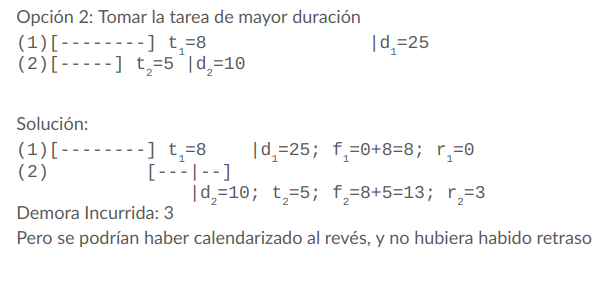 Opción 2: Tomar la tarea de mayor duración
(1)[--------] t₁=8 |d₁=25
(2)[-----] t₂=5 |d₂=10
Solución:
(1)[--------] t₁=8 |d₁=25; f₁=0+8=8; r₁=0
(2) [---|--]
|d₂=10; t₂=5; f₂=8+5=13; r₂=3
Demora Incurrida: 3
Pero se podrían haber calendarizado al revés, y no hubiera habido retraso